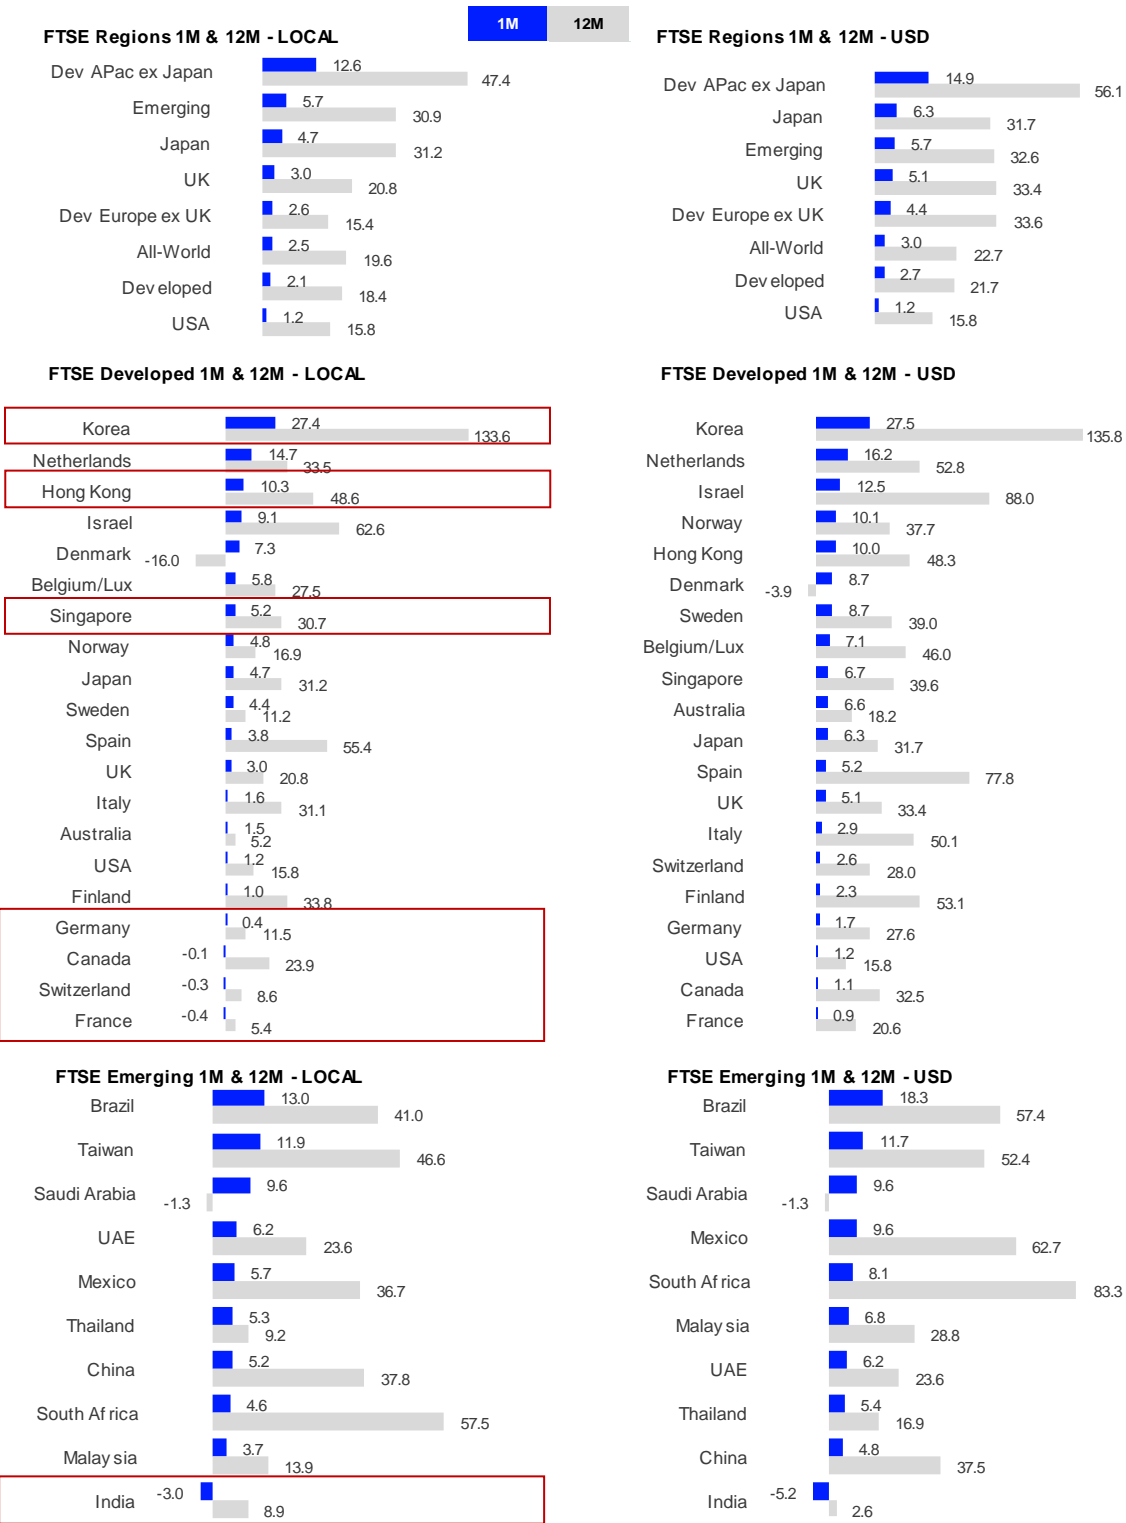 1M 12M
FTSE Regions 1M & 12M - LOCAL
Dev APac ex Japan 12.6 47.4
Emerging 5.7 30.9
Japan 4.7 31.2
UK 3.0 20.8
Dev Europe ex UK 2.6 15.4
All-World 2.5 19.6
Developed 2.1 18.4
USA 1.2 15.8
FTSE Regions 1M & 12M - USD
Dev APac ex Japan 14.9 56.1
Japan 6.3 31.7
Emerging 5.7 32.6
UK 5.1 33.4
Dev Europe ex UK 4.4 33.6
All-World 3.0 22.7
Developed 2.7 21.7
USA 1.2 15.8
FTSE Developed 1M & 12M - LOCAL
Korea 27.4 133.6
Netherlands 14.7 33.5
Hong Kong 10.3 48.6
Israel 9.1 62.6
Denmark -16.0 7.3
Belgium/Lux 5.8 27.5
Singapore 5.2 30.7
Norway 4.8 16.9
Japan 4.7 31.2
Sweden 4.4 11.2
Spain 3.8 55.4
UK 3.0 20.8
Italy 1.6 31.1
Australia 1.5 5.2
USA 1.2 15.8
Finland 1.0 33.8
Germany 0.4 11.5
Canada -0.1 23.9
Switzerland -0.3 8.6
France -0.4 5.4
FTSE Developed 1M & 12M - USD
Korea 27.5 135.8
Netherlands 16.2 52.8
Israel 12.5 88.0
Norway 10.1 37.7
Hong Kong 10.0 48.3
Denmark -3.9 8.7
Sweden 8.7 39.0
Belgium/Lux 7.1 46.0
Singapore 6.7 39.6
Australia 6.6 18.2
Japan 6.3 31.7
Spain 5.2 77.8
UK 5.1 33.4
Italy 2.9 50.1
Switzerland 2.6 28.0
Finland 2.3 53.1
Germany 1.7 27.6
USA 1.2 15.8
Canada 1.1 32.5
France 0.9 20.6
FTSE Emerging 1M & 12M - LOCAL
Brazil 13.0 41.0
Taiwan 11.9 46.6
Saudi Arabia -1.3 9.6
UAE 6.2 23.6
Mexico 5.7 36.7
Thailand 5.3 9.2
China 5.2 37.8
South Africa 4.6 57.5
Malaysia 3.7 13.9
India -3.0 8.9
FTSE Emerging 1M & 12M - USD
Brazil 18.3 57.4
Taiwan 11.7 52.4
Saudi Arabia -1.3 9.6
Mexico 9.6 62.7
South Africa 8.1 83.3
Malaysia 6.8 28.8
UAE 6.2 23.6
Thailand 5.4 16.9
China 4.8 37.5
India -5.2 2.6